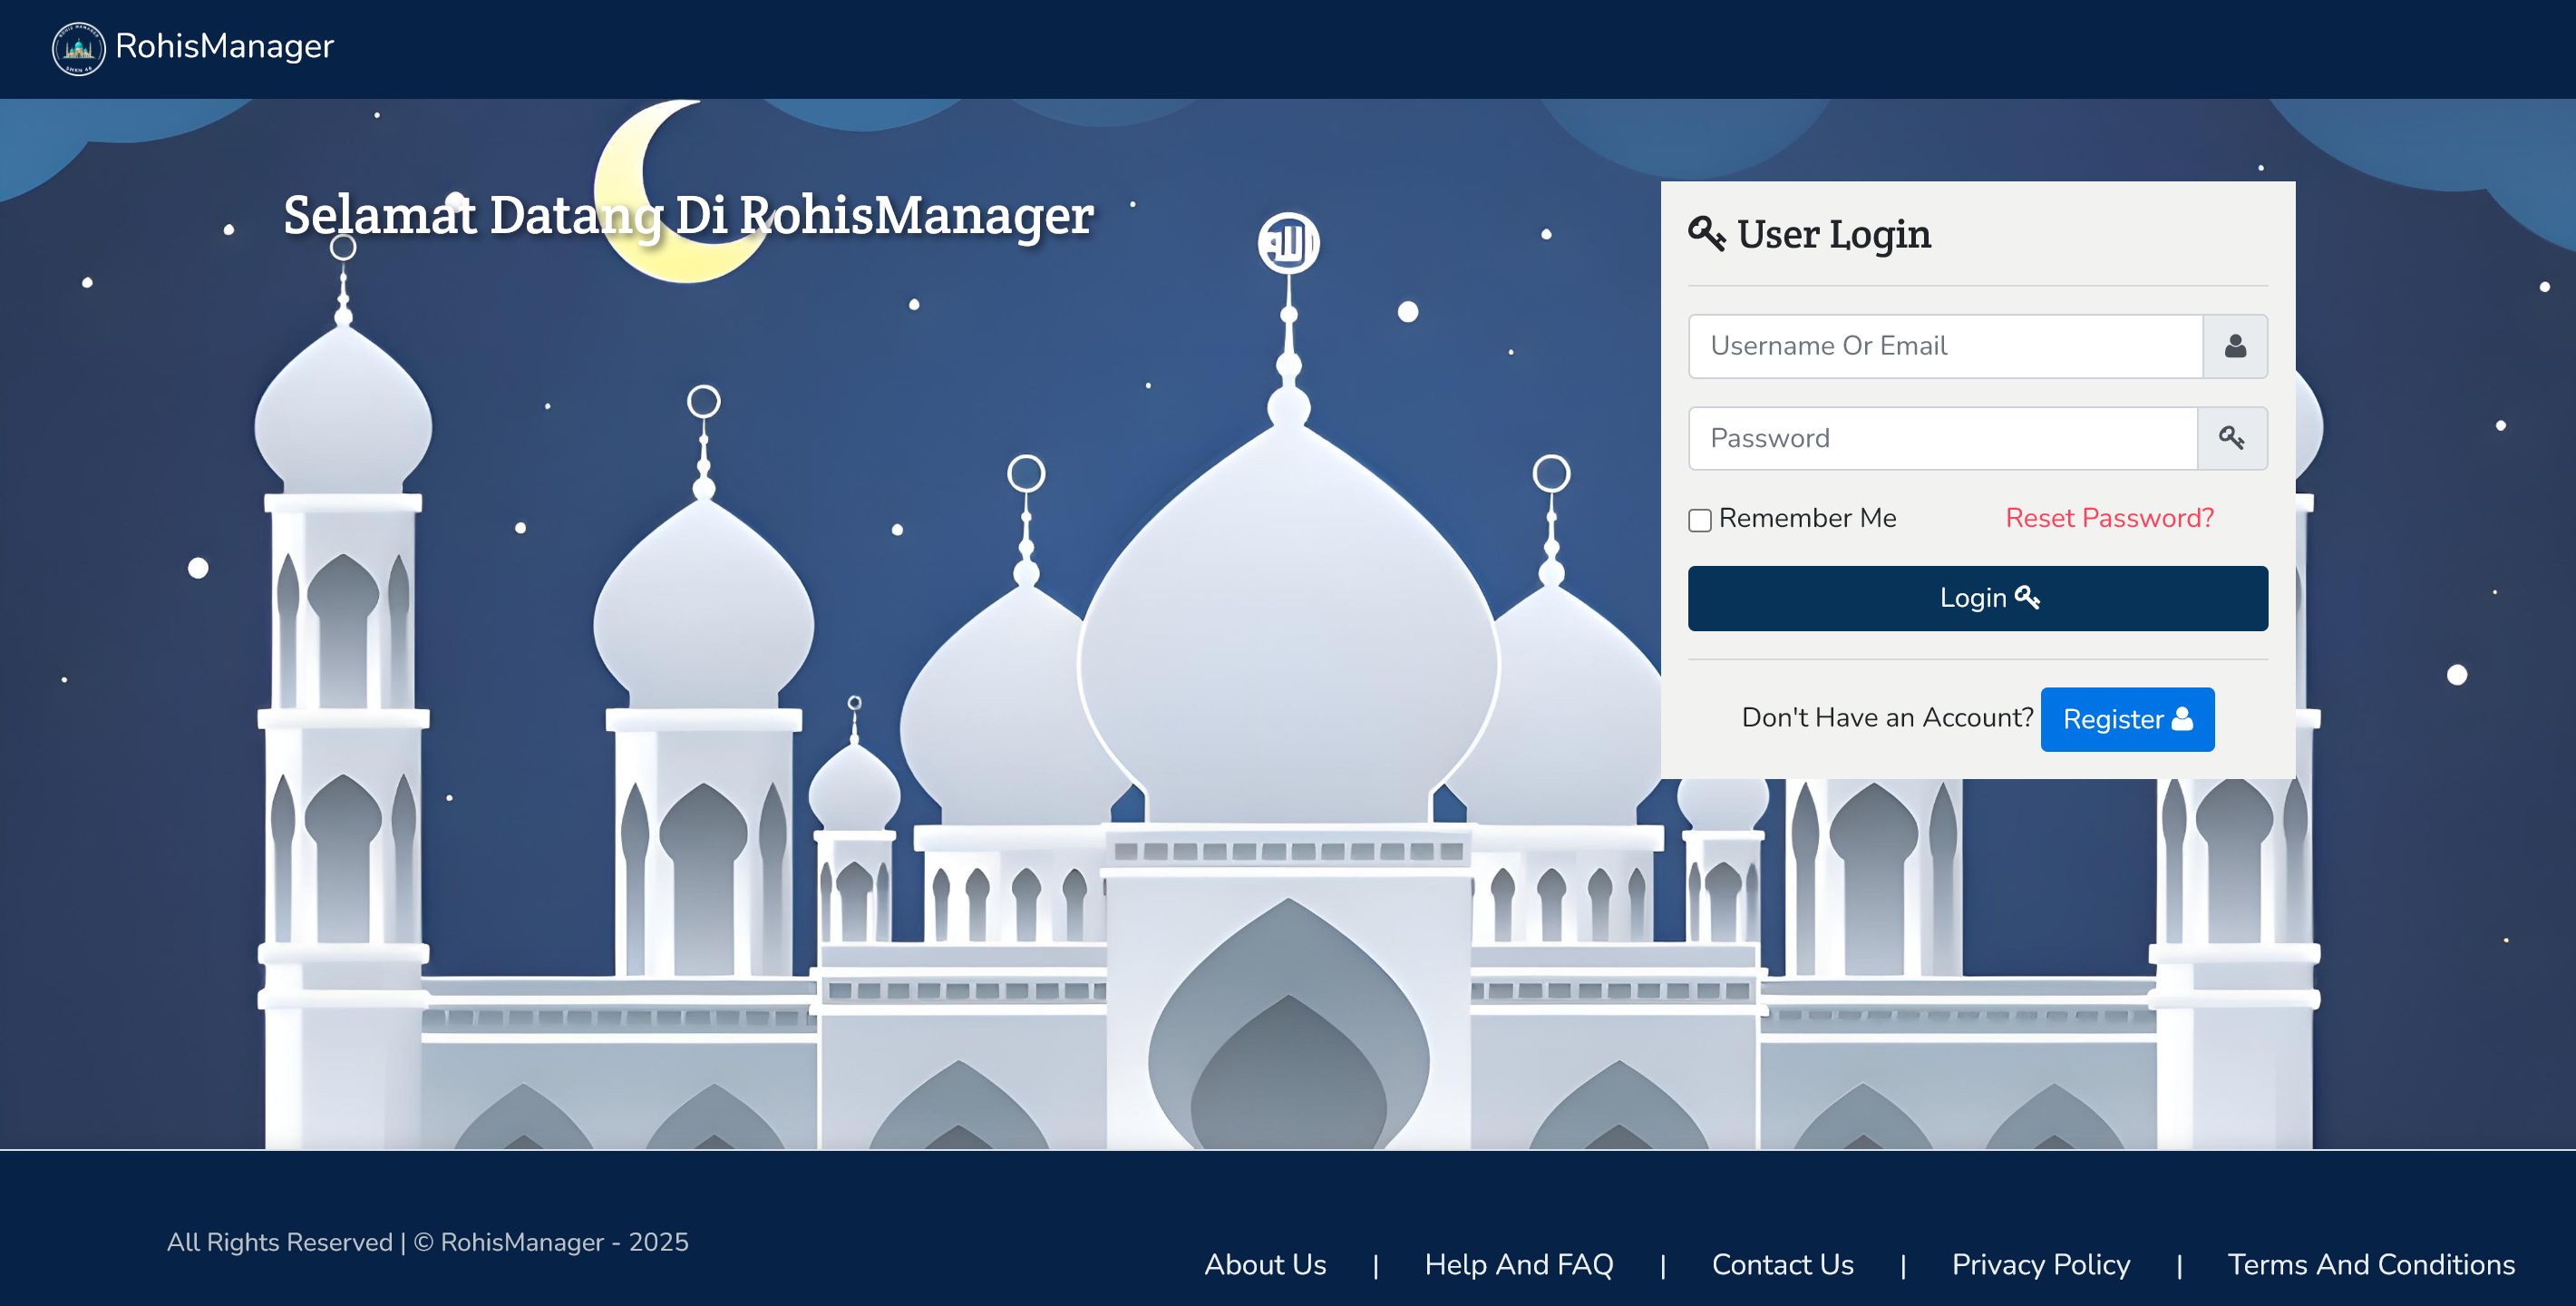 RohisManager
Selamat Datang Di RohisManager
User Login
Username Or Email
Password
Remember Me
Reset Password?
Login
Don't Have an Account?
Register
All Rights Reserved | © RohisManager - 2025
About Us | Help And FAQ | Contact Us | Privacy Policy | Terms And Conditions